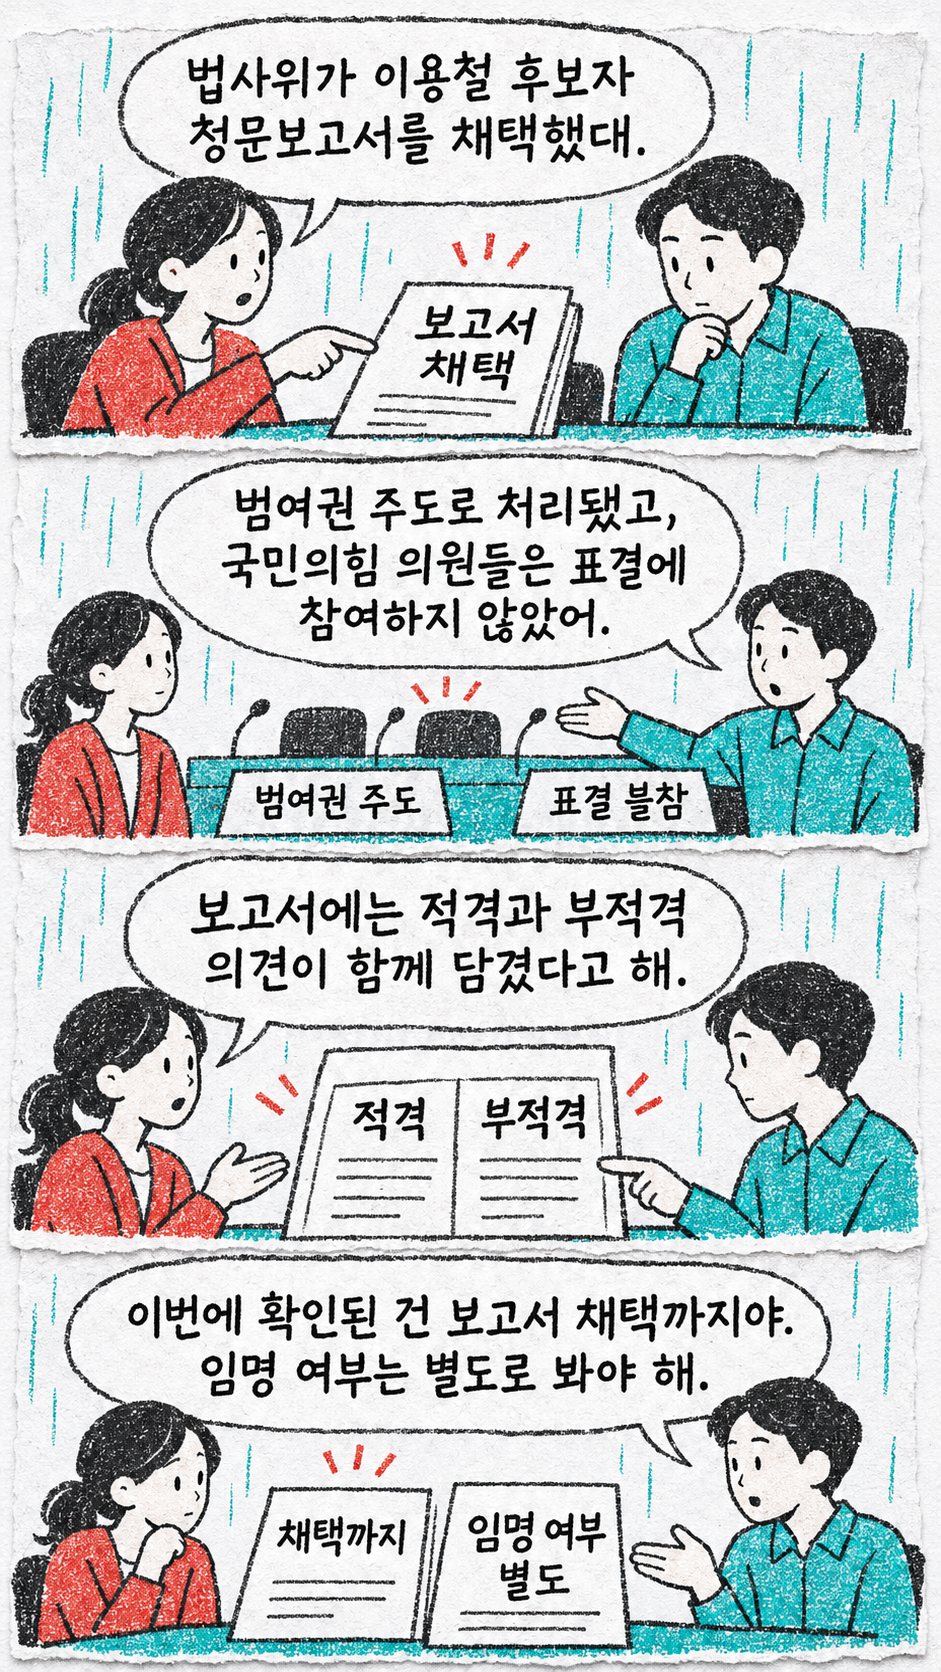 법사위가 이용철 후보자
청문보고서를 채택했대.
보고서
채택
범여권 주도로 처리됐고,
국민의힘 의원들은 표결에
참여하지 않았어.
범여권 주도
표결 불참
보고서에는 적격과 부적격
의견이 함께 담겼다고 해.
적격
부적격
이번에 확인된 건 보고서 채택까지야.
임명 여부는 별도로 봐야 해.
채택까지
임명 여부
별도